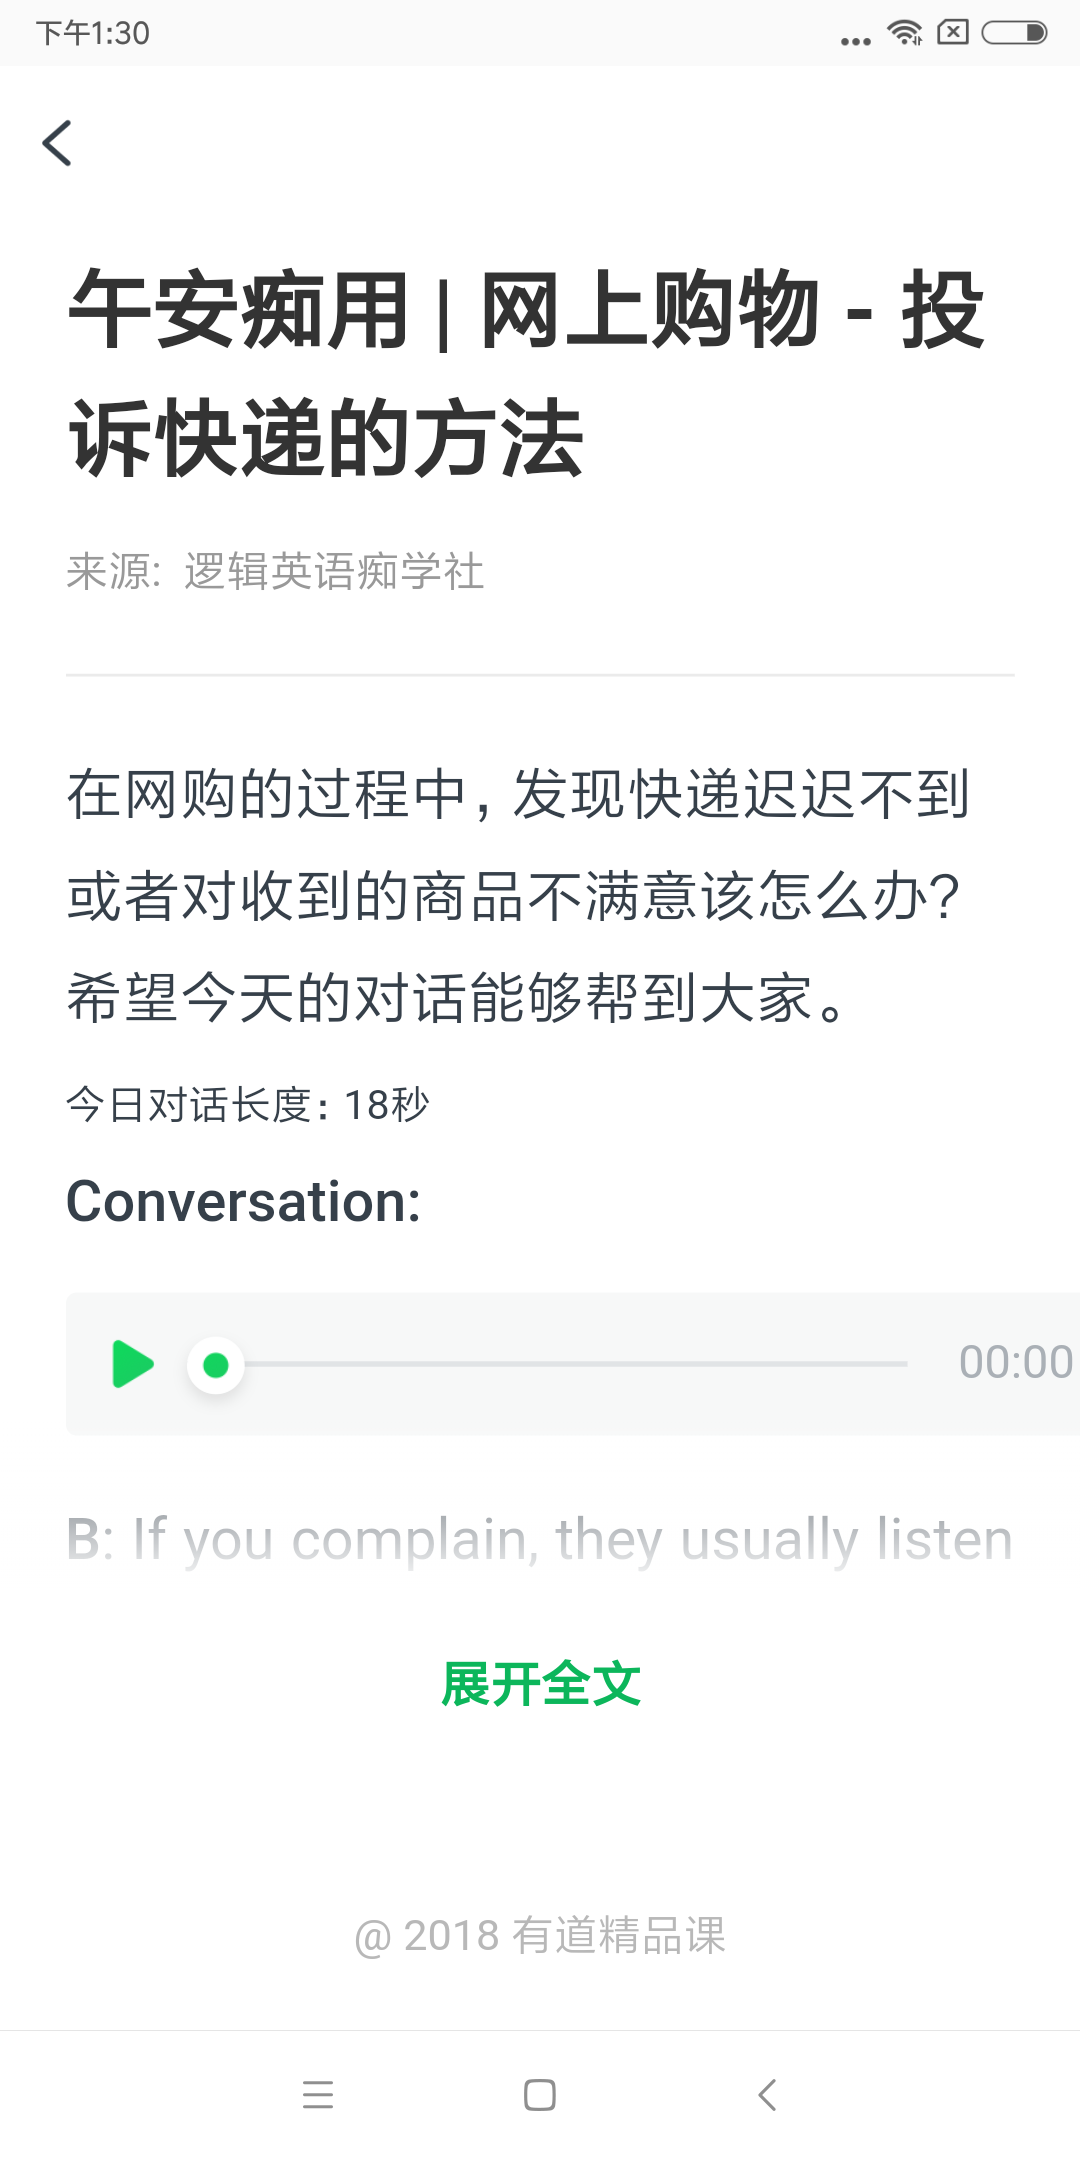 下午1:30
午安痴用 | 网上购物 - 投
诉快递的方法
来源: 逻辑英语痴学社
在网购的过程中，发现快递迟迟不到
或者对收到的商品不满意该怎么办？
希望今天的对话能够帮到大家。
今日对话长度：18秒
Conversation:
00:00
B: If you complain, they usually listen
展开全文
@ 2018 有道精品课